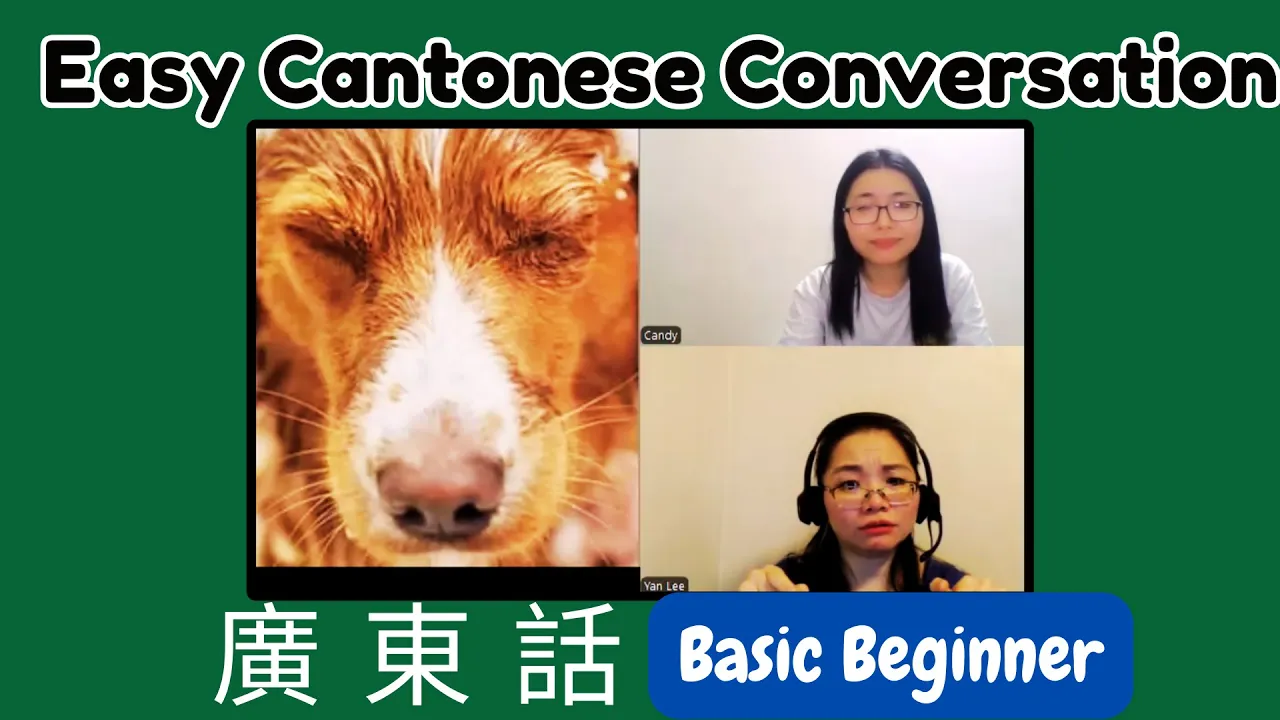 Easy Cantonese Conversation
Candy
Yan Lee
廣東話
Basic Beginner